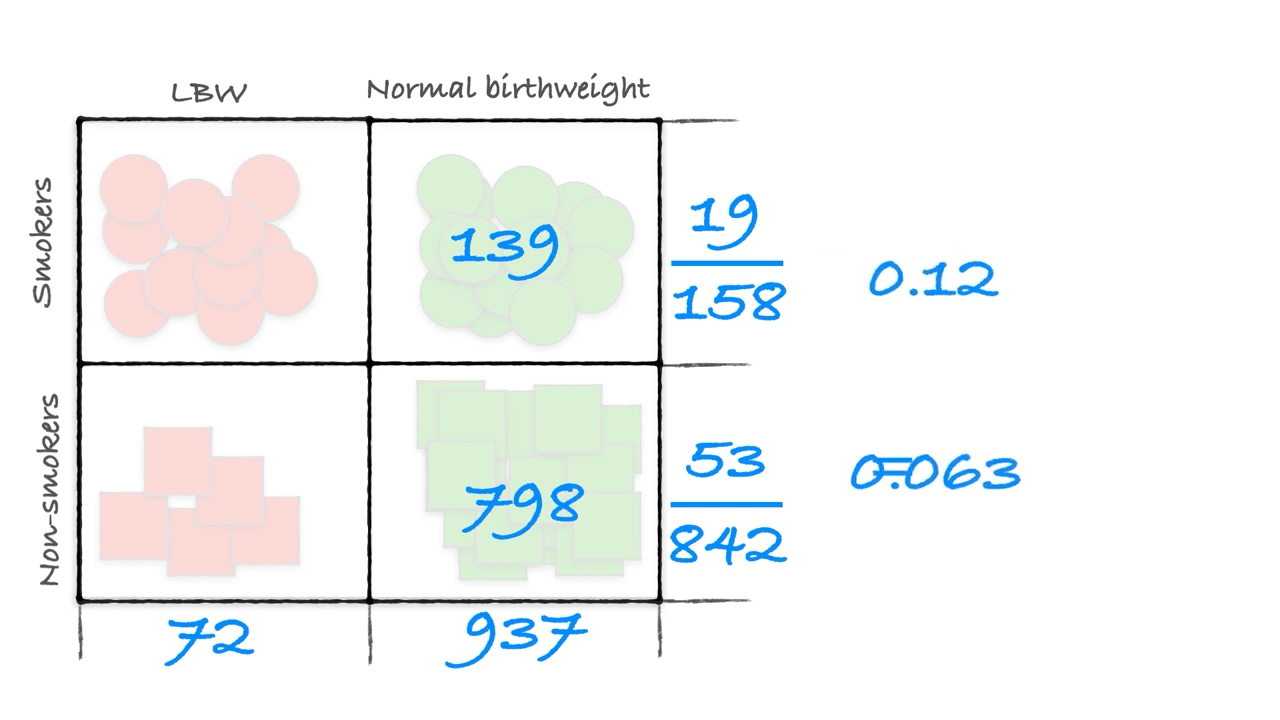 LBW
Normal birthweight
Smokers
139
19
158
0.12
Non-smokers
798
53
842
=
0.063
72
937